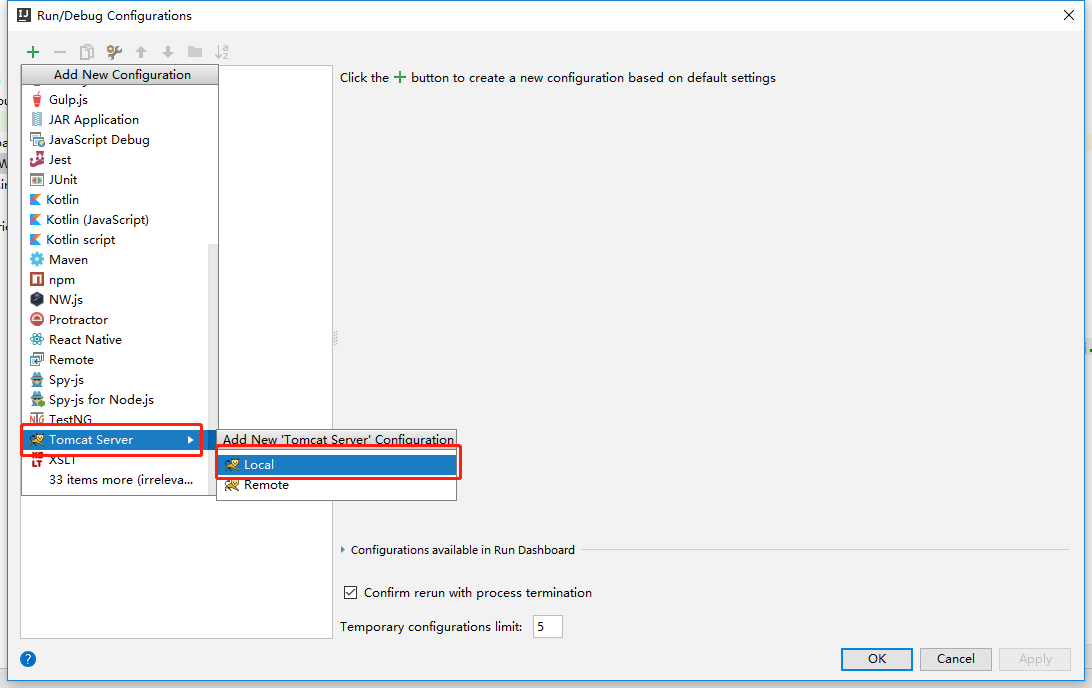 Run/Debug Configurations
Add New Configuration
Click the + button to create a new configuration based on default settings
Gulp.js
JAR Application
JavaScript Debug
Jest
JUnit
Kotlin
Kotlin (JavaScript)
Kotlin script
Maven
npm
NW.js
Protractor
React Native
Remote
Spy-js
Spy-js for Node.js
TestNG
Tomcat Server
XSLT
33 items more (irreleva...
Add New 'Tomcat Server' Configuration
Local
Remote
Configurations available in Run Dashboard
Confirm rerun with process termination
Temporary configurations limit: 5
?
OK Cancel Apply